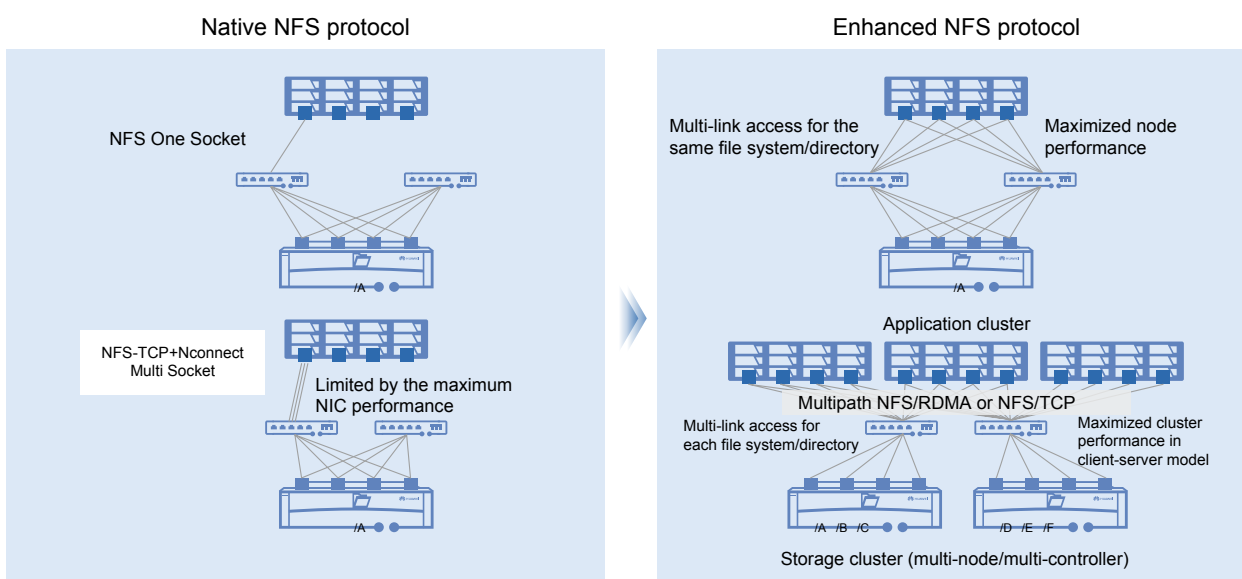 Native NFS protocol
NFS One Socket
/A
NFS-TCP+Nconnect
Multi Socket
Limited by the maximum
NIC performance
/A
Enhanced NFS protocol
Multi-link access for the
same file system/directory
Maximized node
performance
/A
Application cluster
Multipath NFS/RDMA or NFS/TCP
Multi-link access for
each file system/directory
Maximized cluster
performance in
client-server model
/A /B /C
/D /E /F
Storage cluster (multi-node/multi-controller)